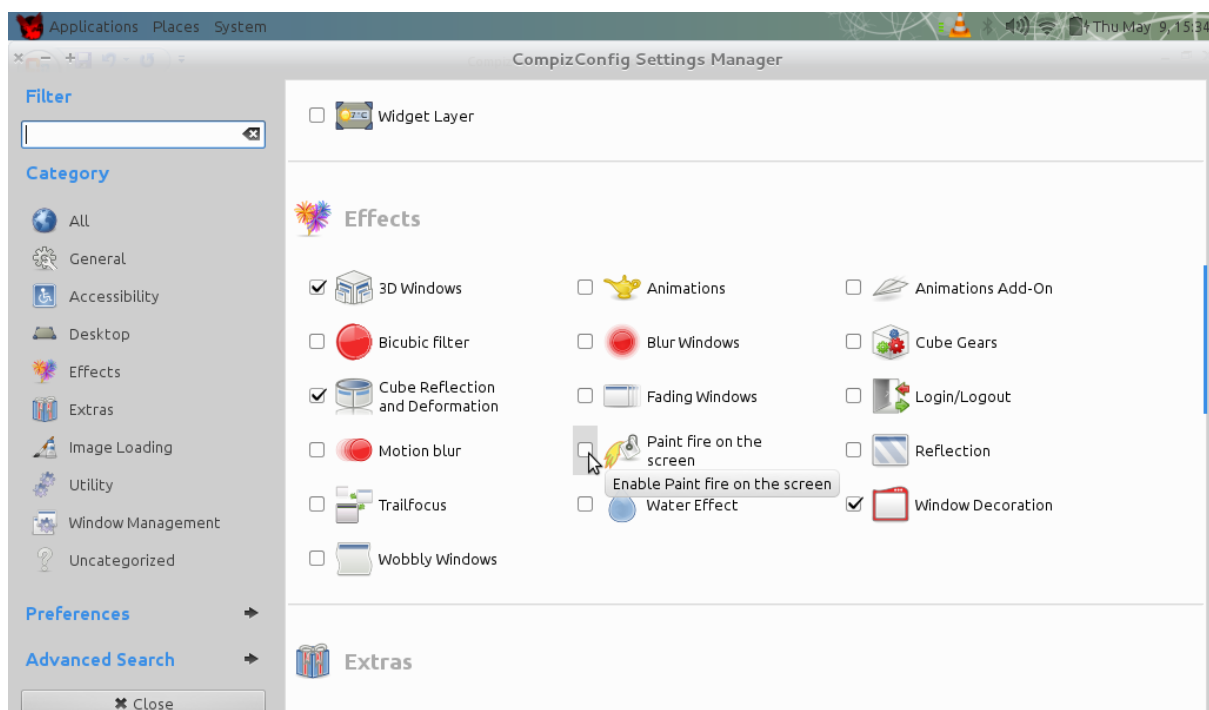 Applications Places System
Thu May 9, 15:34
CompizConfig Settings Manager
Filter
Category
All
General
Accessibility
Desktop
Effects
Extras
Image Loading
Utility
Window Management
Uncategorized
Preferences
Advanced Search
Close
7°C Widget Layer
Effects
3D Windows
Animations
Animations Add-On
Bicubic filter
Blur Windows
Cube Gears
Cube Reflection
and Deformation
Fading Windows
Login/Logout
Motion blur
Paint fire on the
screen
Reflection
Enable Paint fire on the screen
Trailfocus
Water Effect
Window Decoration
Wobbly Windows
Extras